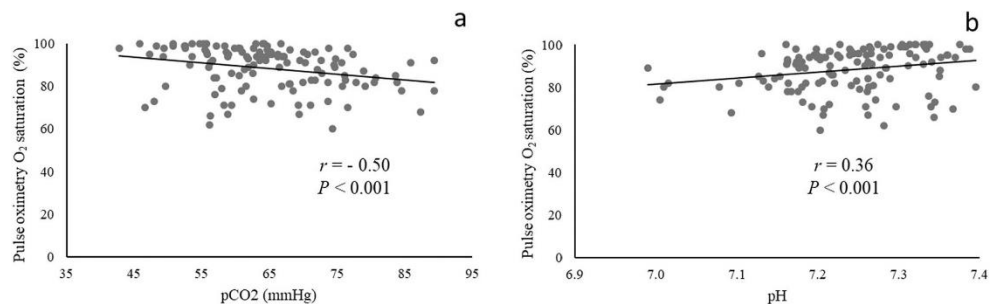 a
Pulse oximetry O2 saturation (%)
100
80
60
40
20
0
r = - 0.50
P < 0.001
35 45 55 65 75 85 95
pCO2 (mmHg)
b
Pulse oximetry O2 saturation (%)
100
80
60
40
20
0
r = 0.36
P < 0.001
6.9 7.0 7.1 7.2 7.3 7.4
pH